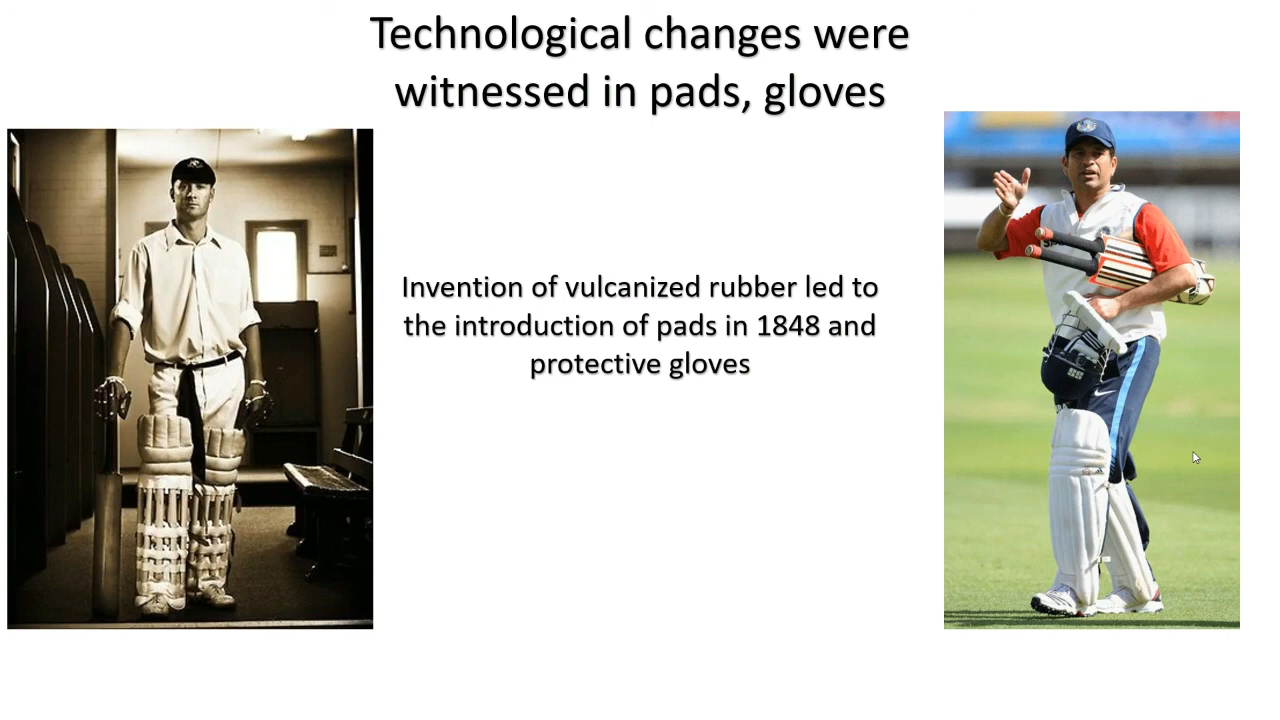 Technological changes were
witnessed in pads, gloves
Invention of vulcanized rubber led to
the introduction of pads in 1848 and
protective gloves